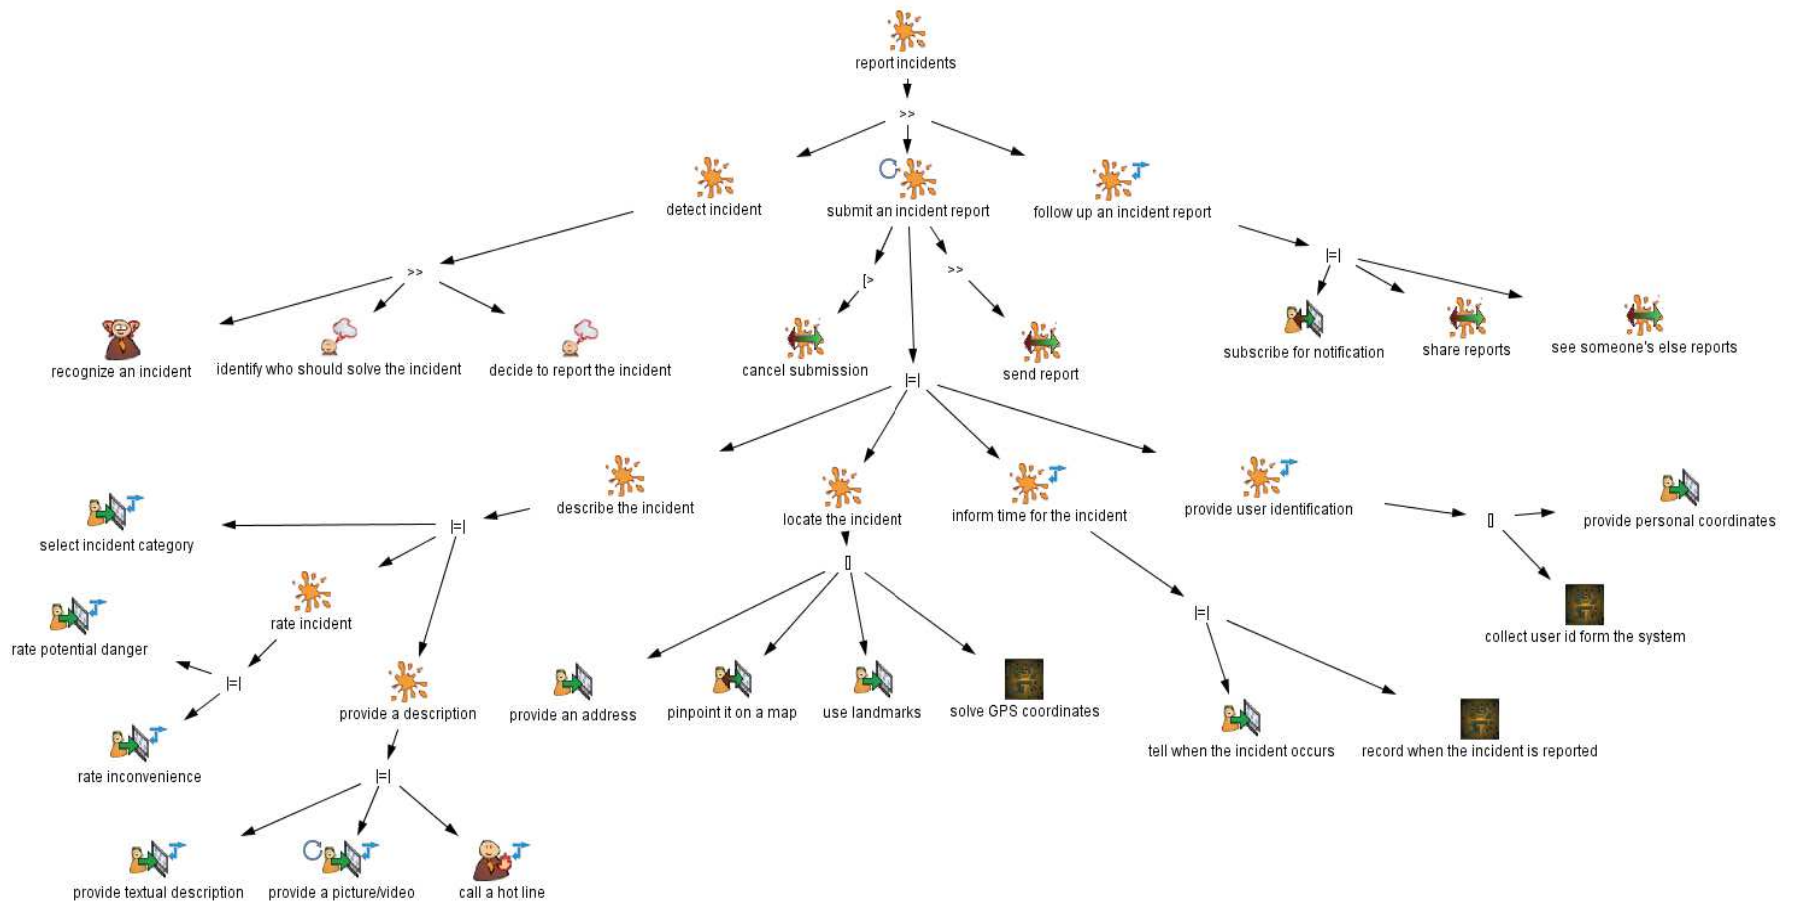 report incidents
>>
detect incident
submit an incident report
follow up an incident report
>>
[>
>>
|=|
recognize an incident
identify who should solve the incident
decide to report the incident
cancel submission
send report
subscribe for notification
share reports
see someone's else reports
|=|
select incident category
|=|
describe the incident
locate the incident
inform time for the incident
provide user identification
[]
provide personal coordinates
rate incident
[]
|=|
collect user id form the system
rate potential danger
|=|
provide a description
provide an address
pinpoint it on a map
use landmarks
solve GPS coordinates
tell when the incident occurs
record when the incident is reported
rate inconvenience
|=|
provide textual description
provide a picture/video
call a hot line